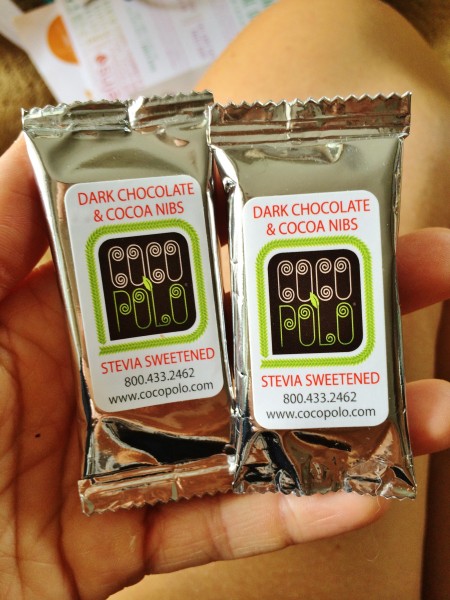 DARK CHOCOLATE
& COCOA NIBS
COCO
POLO
STEVIA SWEETENED
800.433.2462
www.cocopolo.com
DARK CHOCOLATE
& COCOA NIBS
COCO
POLO
STEVIA SWEETENED
800.433.2462
www.cocopolo.com